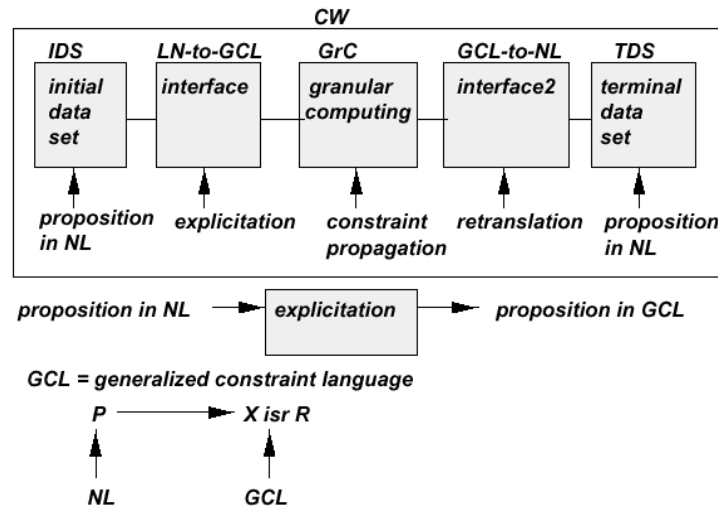 CW
IDS LN-to-GCL GrC GCL-to-NL TDS
initial interface granular interface2 terminal
data computing data
set set
proposition explicitation constraint retranslation proposition
in NL propagation in NL
proposition in NL explicitation proposition in GCL
GCL = generalized constraint language
P X isr R
NL GCL